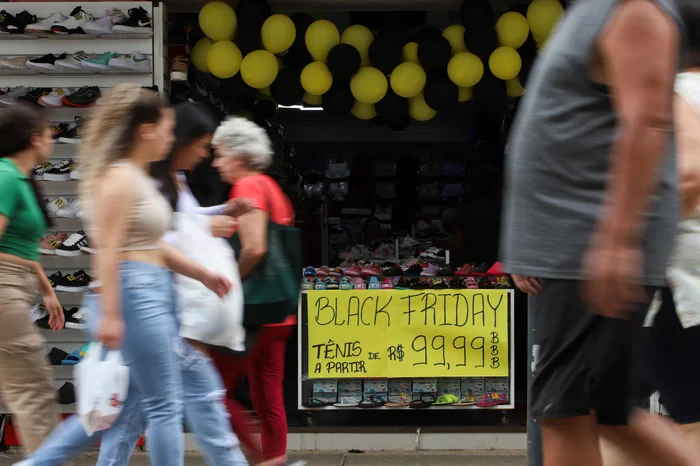 BLACK FRIDAY
TÊNIS DE R$ 99,99
A PARTIR
B
B
B